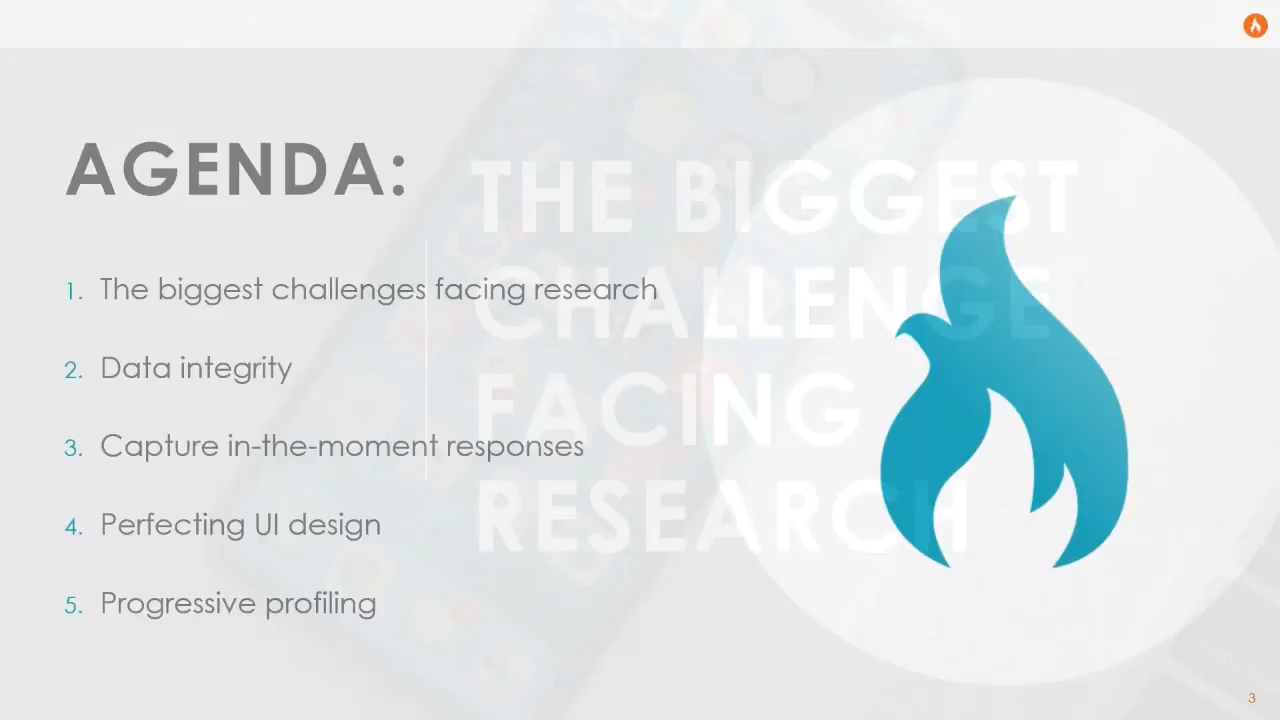 AGENDA:
1. The biggest challenges facing research
2. Data integrity
3. Capture in-the-moment responses
4. Perfecting UI design
5. Progressive profiling
THE BIGGEST
CHALLENGE
FACING
RESEARCH
3